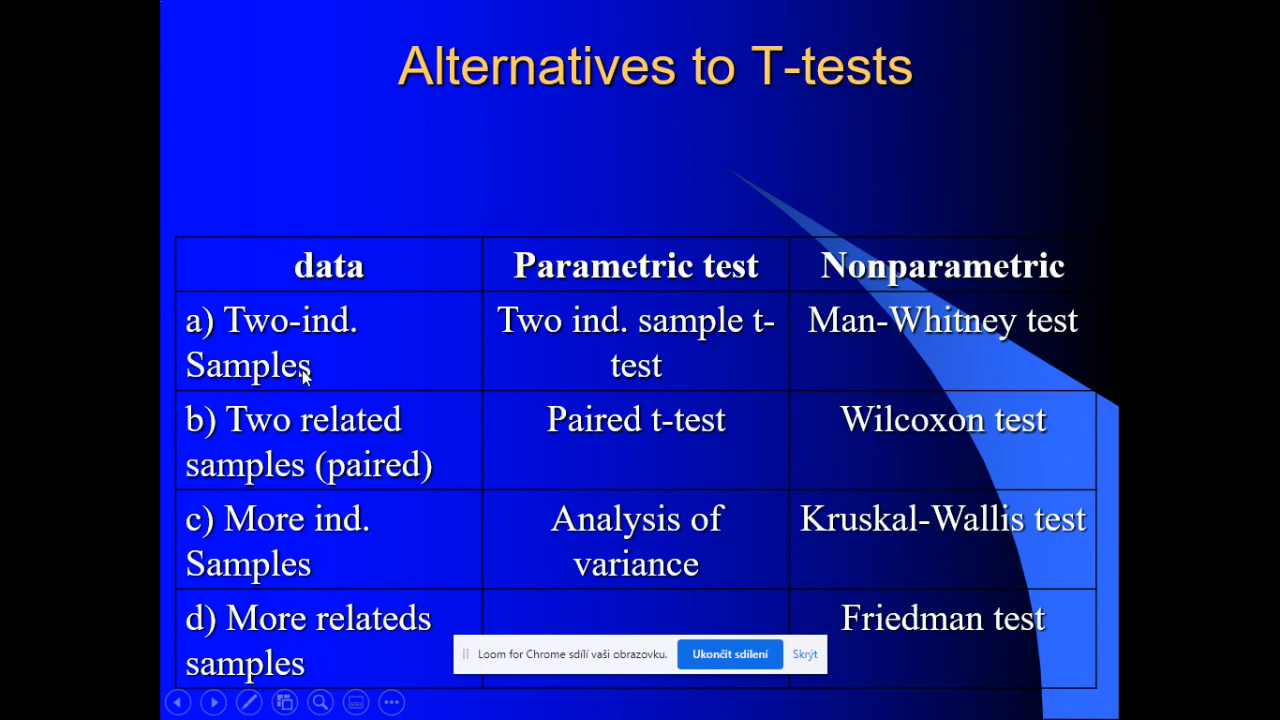 Alternatives to T-tests
data
Parametric test
Nonparametric
a) Two-ind.
Samples
Two ind. sample t-
test
Man-Whitney test
b) Two related
samples (paired)
Paired t-test
Wilcoxon test
c) More ind.
Samples
Analysis of
variance
Kruskal-Wallis test
d) More relateds
samples
Friedman test
Loom for Chrome sdílí vaši obrazovku.
Ukončit sdílení
Skrýt